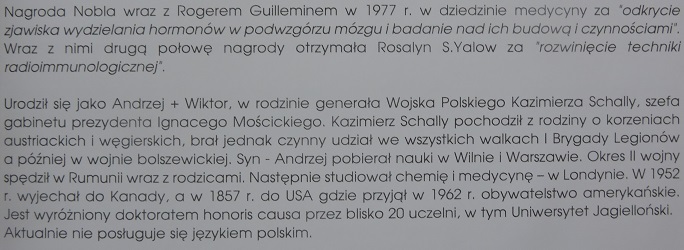 Nagroda Nobla wraz z Rogerem Guilleminem w 1977 r. w dziedzinie medycyny za "odkrycie
zjawiska wydzielania hormonów w podwzgórzu mózgu i badanie nad ich budową i czynnościami".
Wraz z nimi drugą połowę nagrody otrzymała Rosalyn S.Yalow za "rozwinięcie techniki
radioimmunologicznej".
Urodził się jako Andrzej + Wiktor, w rodzinie generała Wojska Polskiego Kazimierza Schally, szefa
gabinetu prezydenta Ignacego Mościckiego. Kazimierz Schally pochodził z rodziny o korzeniach
austriackich i węgierskich, brał jednak czynny udział we wszystkich walkach I Brygady Legionów
a później w wojnie bolszewickiej. Syn - Andrzej pobierał nauki w Wilnie i Warszawie. Okres II wojny
spędził w Rumunii wraz z rodzicami. Następnie studiował chemię i medycynę – w Londynie. W 1952
r. wyjechał do Kanady, a w 1857 r. do USA gdzie przyjął w 1962 r. obywatelstwo amerykańskie.
Jest wyróżniony doktoratem honoris causa przez blisko 20 uczelni, w tym Uniwersytet Jagielloński.
Aktualnie nie posługuje się językiem polskim.